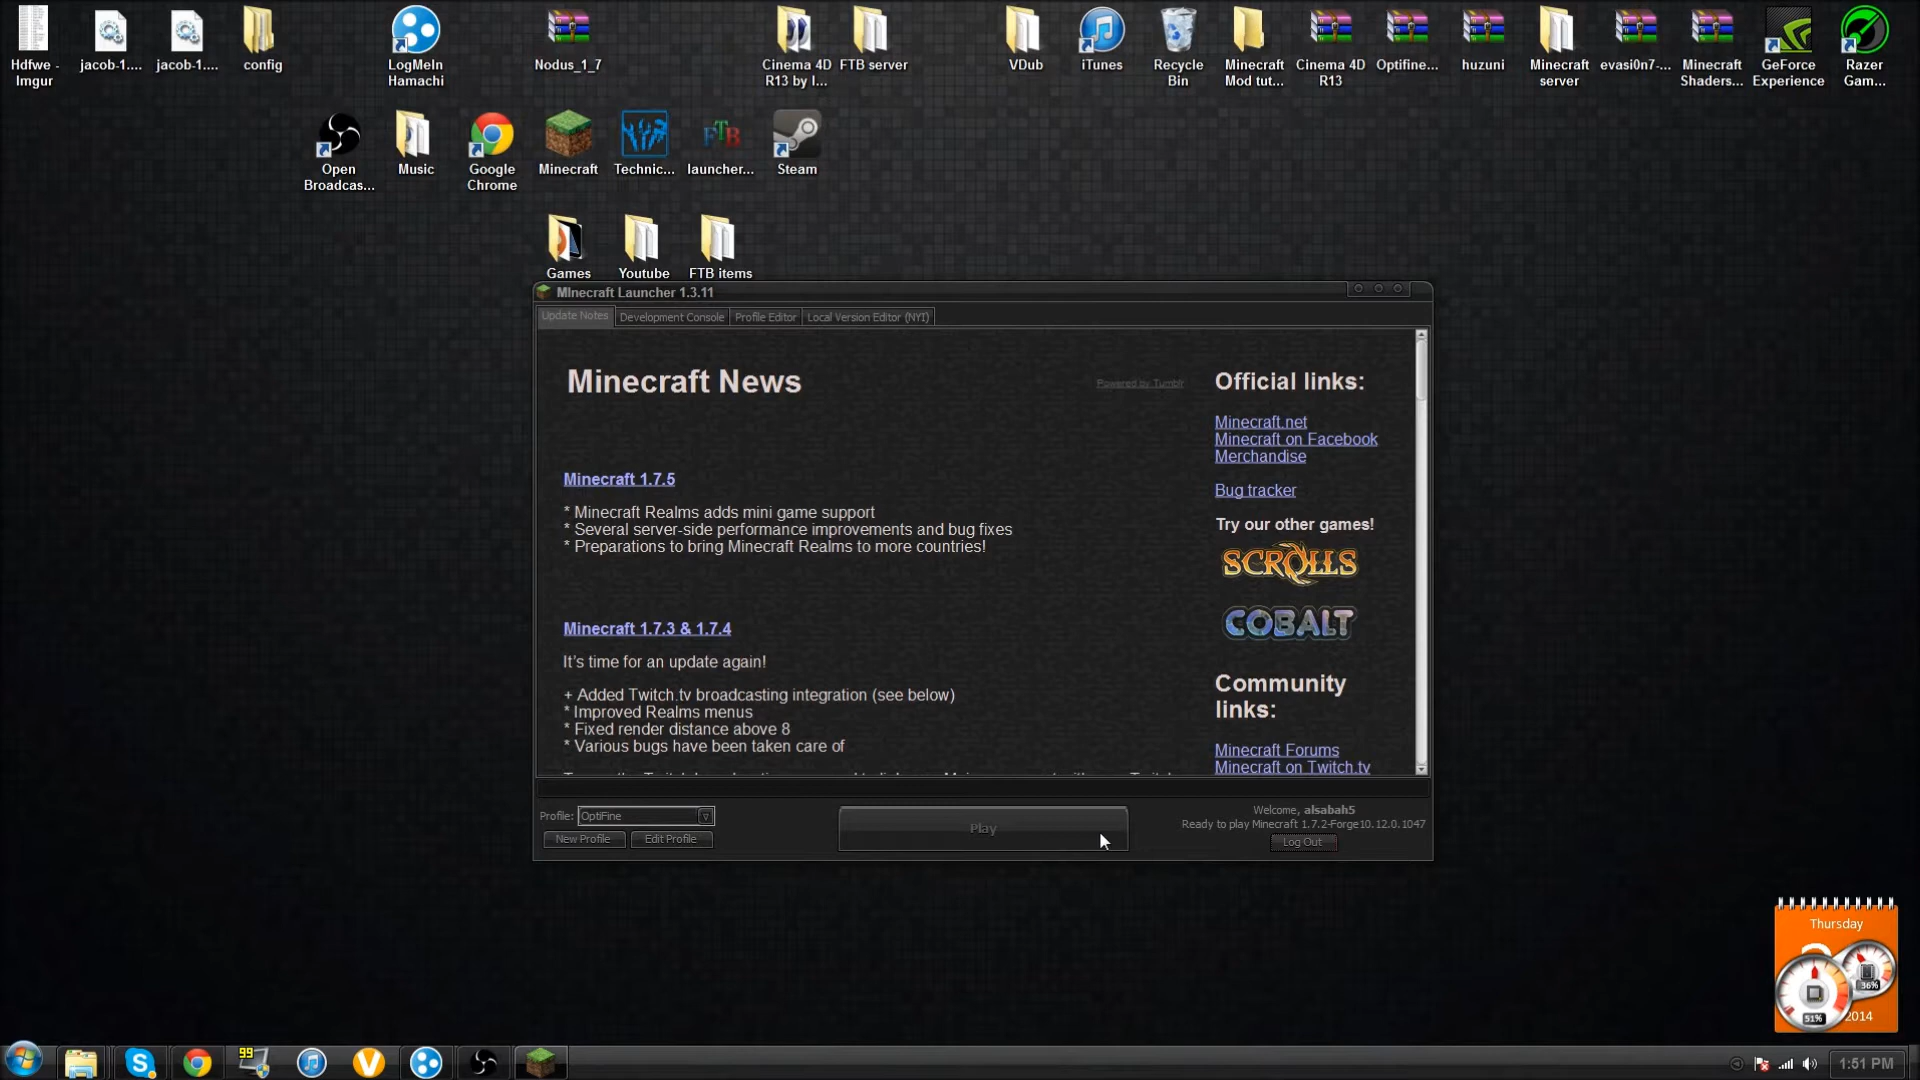 Hdfwe -
Imgur
jacob-1....
jacob-1....
config
LogMeIn
Hamachi
Nodus_1_7
Cinema 4D
R13 by I...
FTB server
VDub
iTunes
Recycle
Bin
Minecraft
Mod tut...
Cinema 4D
R13
Optifine...
huzuni
Minecraft
server
evasi0n7-...
Minecraft
Shaders...
GeForce
Experience
Razer
Gam...
Open
Broadcas...
Music
Google
Chrome
Minecraft
Technic...
FTB
launcher...
Steam
Games
Youtube
FTB items
MInecraft Launcher 1.3.11
Update Notes
Development Console
Profile Editor
Local Version Editor (NYI)
Minecraft News
Powered by Tumblr
Minecraft 1.7.5
* Minecraft Realms adds mini game support
* Several server-side performance improvements and bug fixes
* Preparations to bring Minecraft Realms to more countries!
Minecraft 1.7.3 & 1.7.4
It's time for an update again!
+ Added Twitch.tv broadcasting integration (see below)
* Improved Realms menus
* Fixed render distance above 8
* Various bugs have been taken care of
Official links:
Minecraft.net
Minecraft on Facebook
Merchandise
Bug tracker
Try our other games!
SCROLLS
COBALT
Community
links:
Minecraft Forums
Minecraft on Twitch.tv
Profile: OptiFine
New Profile
Edit Profile
Play
Welcome, alsabah5
Ready to play Minecraft 1.7.2-Forge10.12.0.1047
Log Out
Thursday
36%
51%
2014
99
1:51 PM